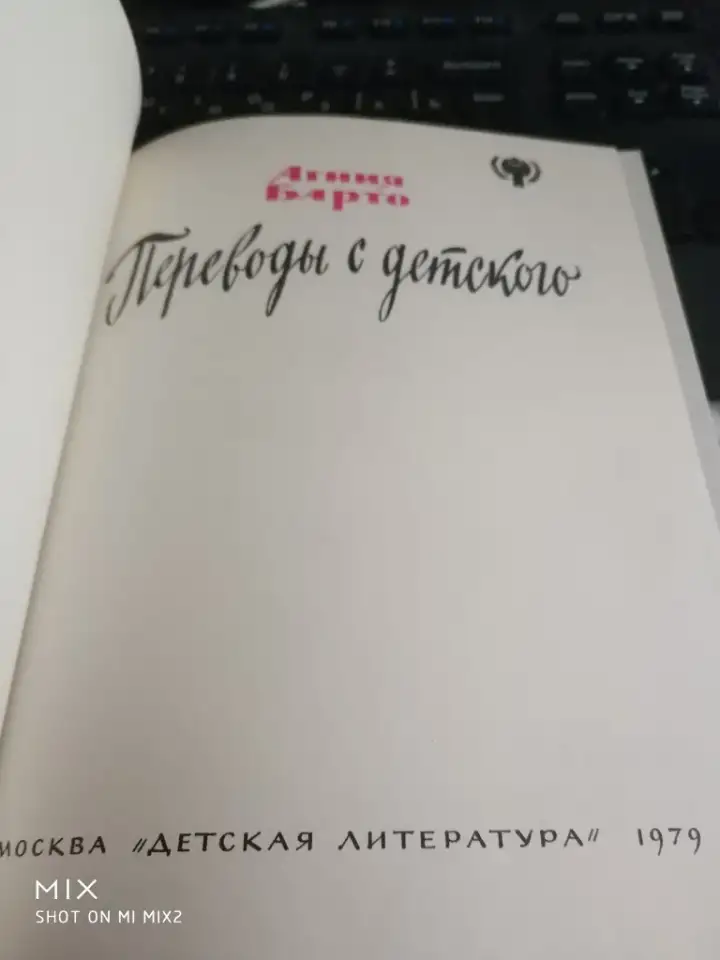 Агния
Барто
Переводы с детского
МОСКВА "ДЕТСКАЯ ЛИТЕРАТУРА" 1979
MIX
SHOT ON MI MIX2